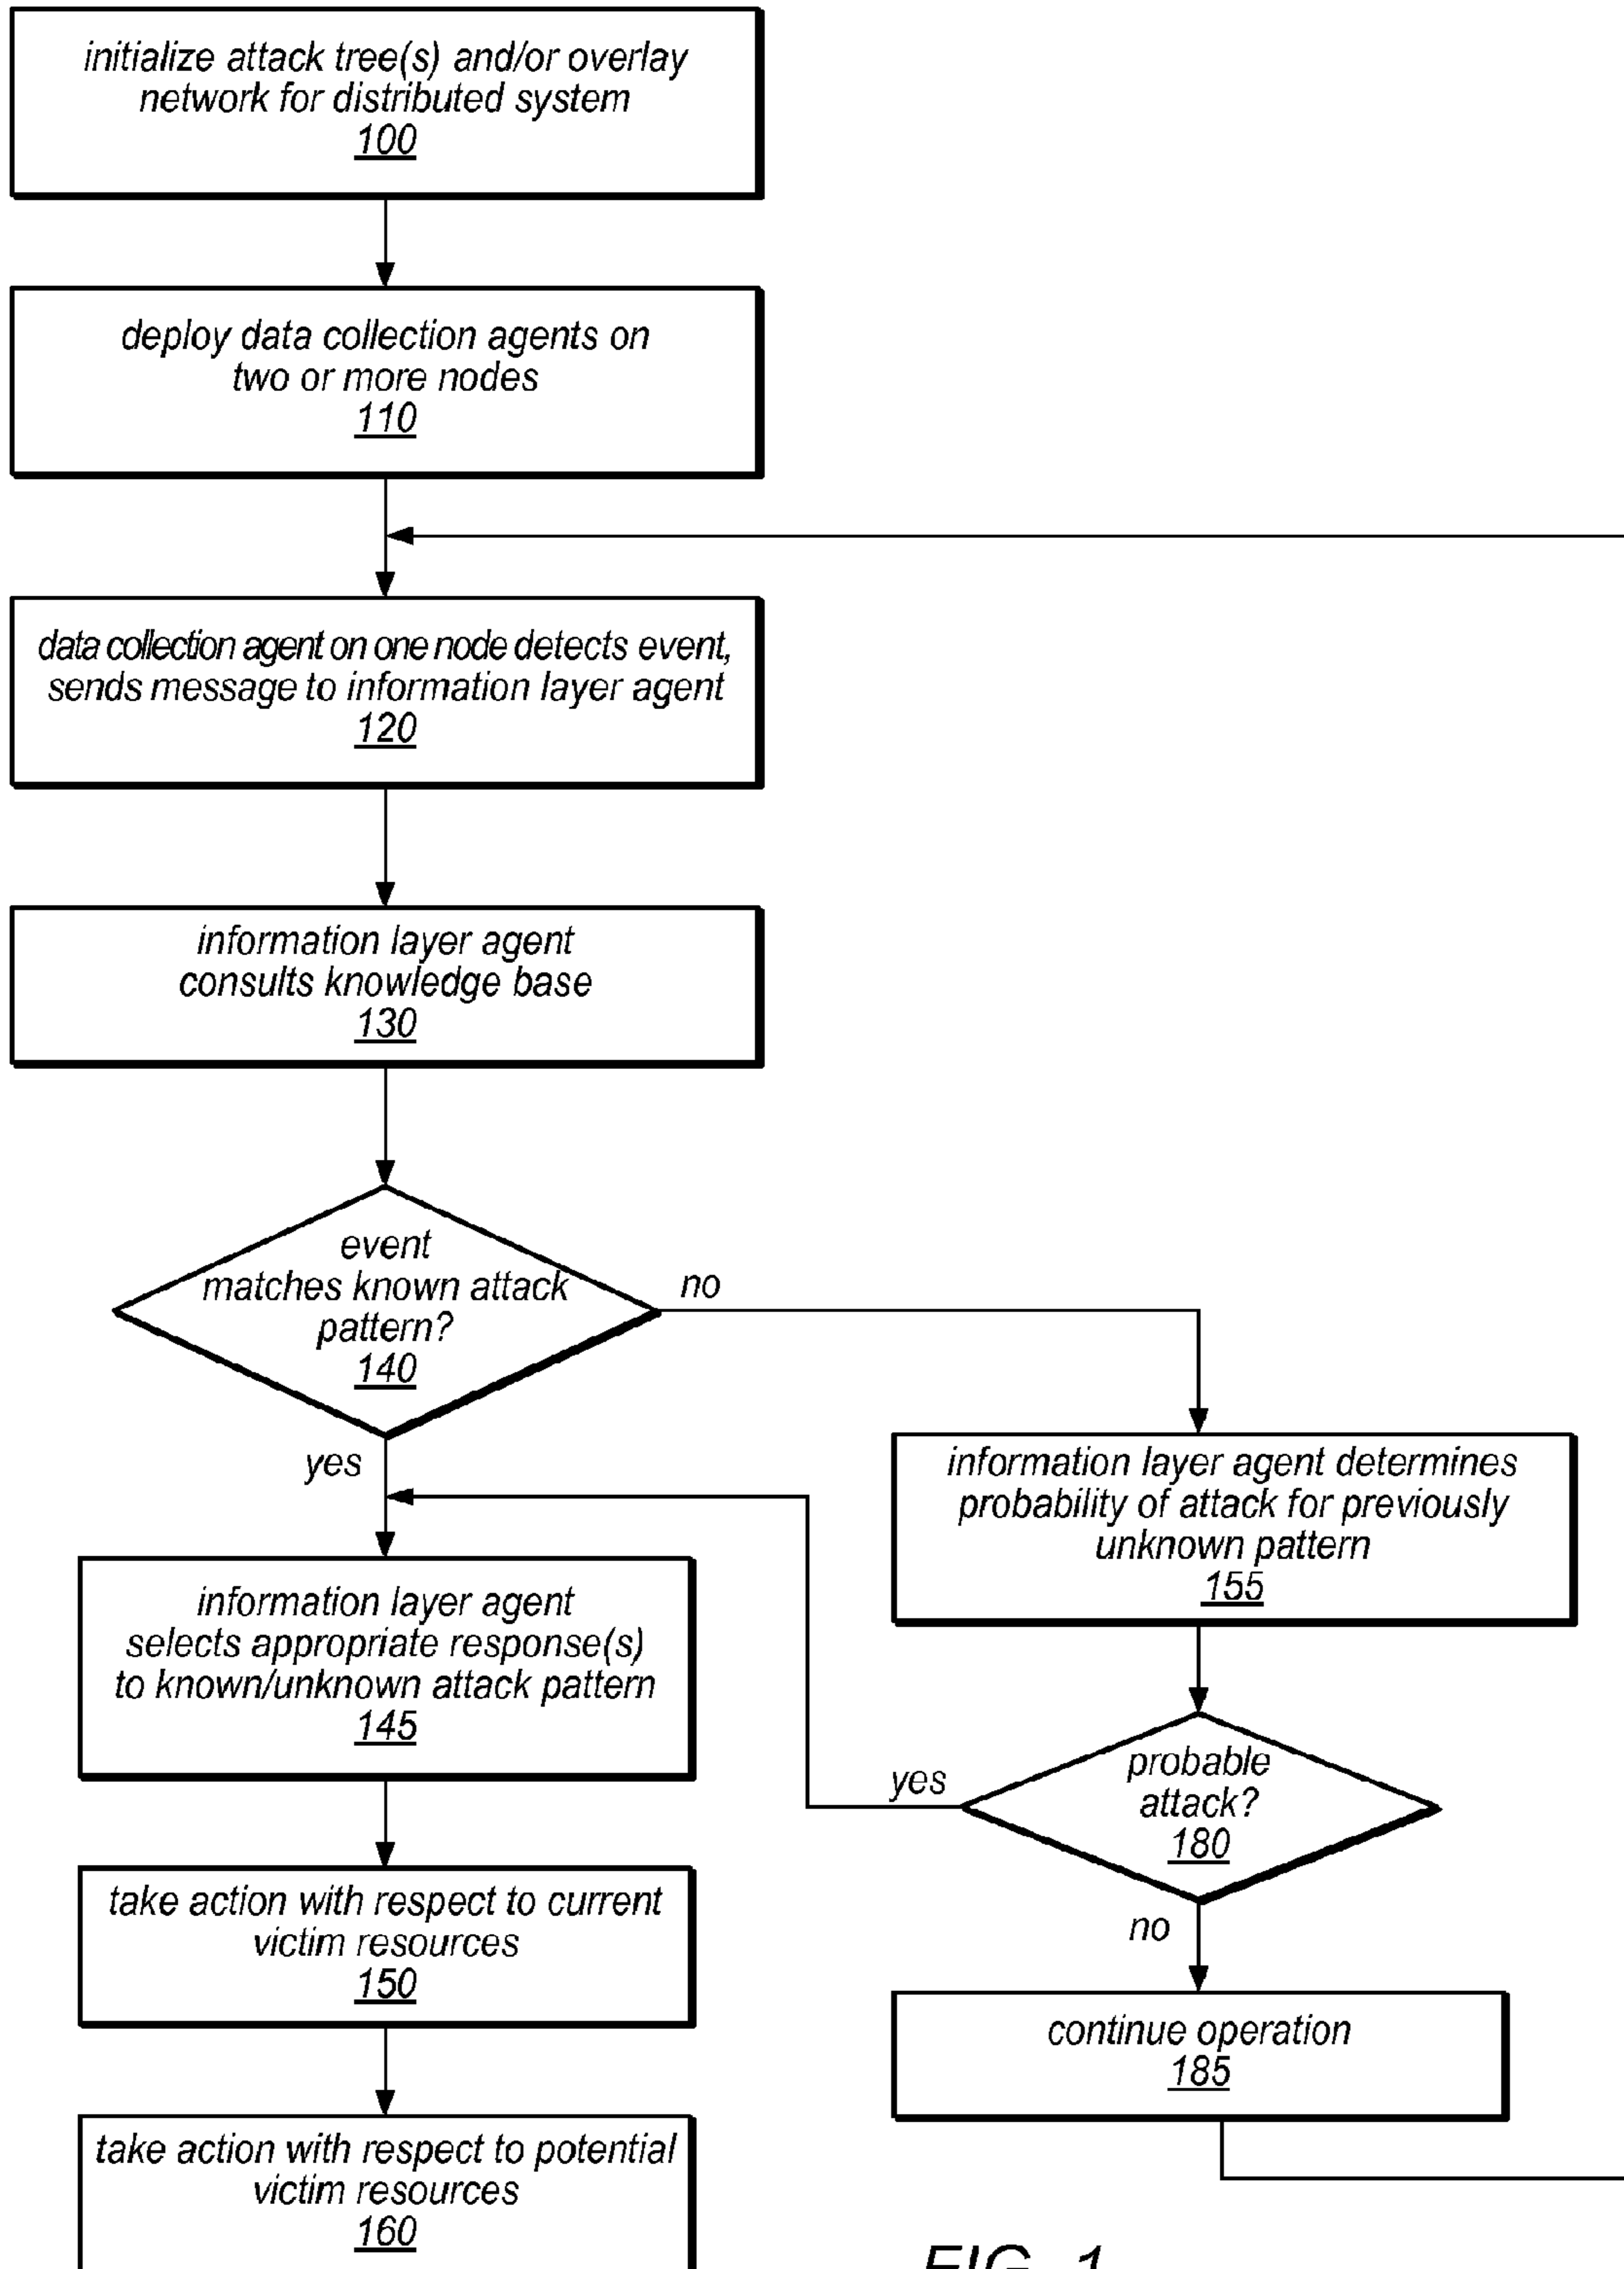 initialize attack tree(s) and/or overlay
network for distributed system
100
deploy data collection agents on
two or more nodes
110
data collection agent on one node detects event,
sends message to information layer agent
120
information layer agent
consults knowledge base
130
event
matches known attack
pattern?
140
no
yes
information layer agent determines
probability of attack for previously
unknown pattern
155
information layer agent
selects appropriate response(s)
to known/unknown attack pattern
145
probable
attack?
180
yes
no
take action with respect to current
victim resources
150
continue operation
185
take action with respect to potential
victim resources
160
FIG. 1